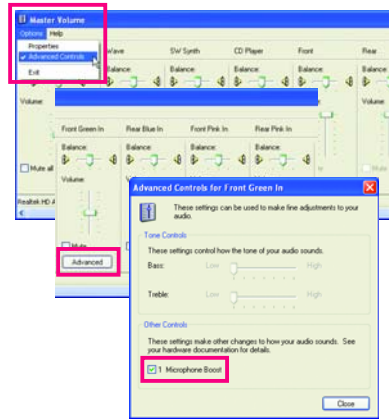 Master Volume
Options Help
Properties
Advanced Controls
Exit
Wave
SW Synth
CD Player
Front
Rear
Balance:
Balance:
Balance:
Balance:
Balance:
Volume:
Volume:
Mute all
Realtek HD A
Front Green In
Rear Blue In
Front Pink In
Rear Pink In
Balance:
Balance:
Balance:
Balance:
Volume:
Mute
Advanced
Advanced Controls for Front Green In
These settings can be used to make fine adjustments to your
audio.
Tone Controls
These settings control how the tone of your audio sounds.
Bass: Low High
Treble: Low High
Other Controls
These settings make other changes to how your audio sounds. See
your hardware documentation for details.
1 Microphone Boost
Close